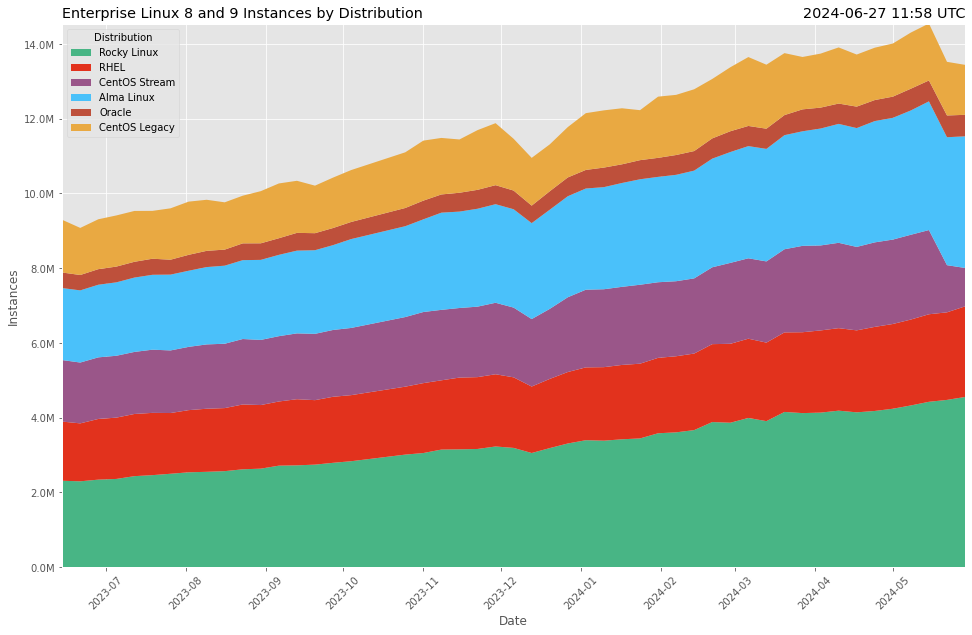 Enterprise Linux 8 and 9 Instances by Distribution
2024-06-27 11:58 UTC
Distribution
Rocky Linux
RHEL
CentOS Stream
Alma Linux
Oracle
CentOS Legacy
14.0M
12.0M
10.0M
8.0M
6.0M
4.0M
2.0M
0.0M
Instances
2023-07
2023-08
2023-09
2023-10
2023-11
2023-12
2024-01
2024-02
2024-03
2024-04
2024-05
Date